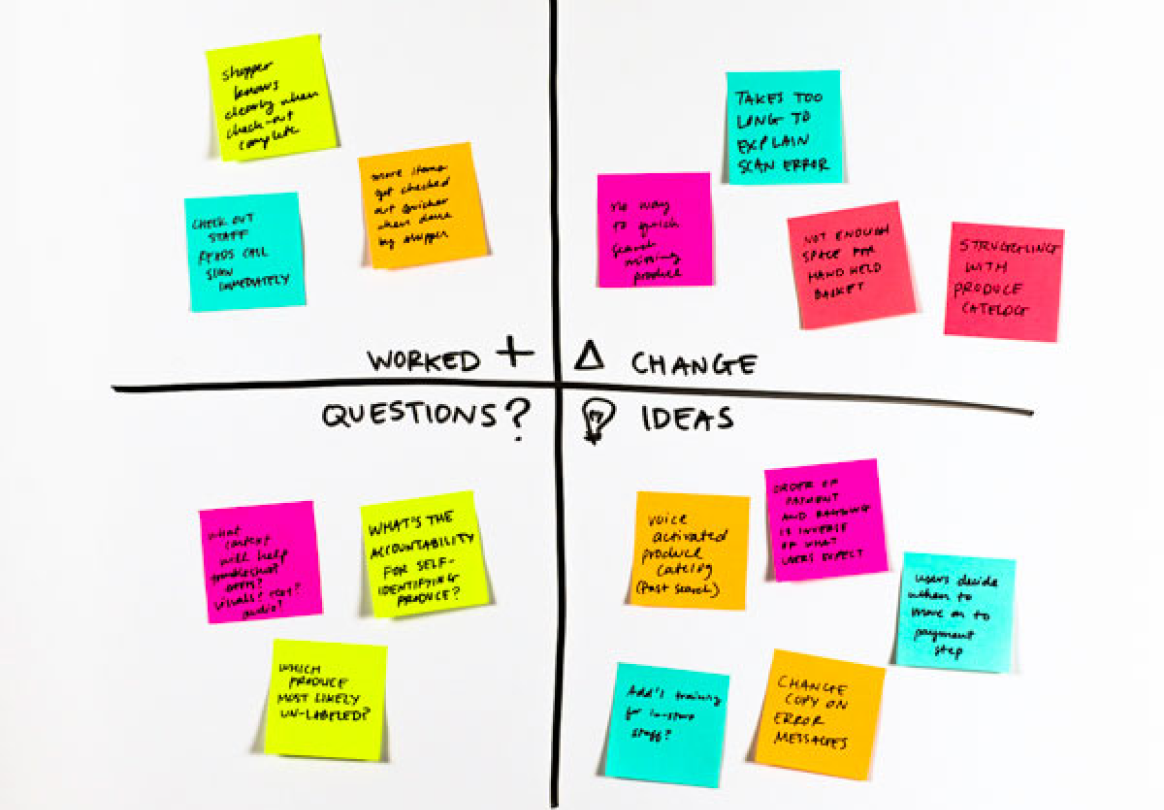 shopper
knows
clearly when
check-out
complete
more items
get checked
out quicker
when done
by shopper
CHECK OUT
STAFF
READS CALL
SIGN
IMMEDIATELY
WORKED +
TAKES TOO
LONG TO
EXPLAIN
SCAN ERROR
no way
to quick
search
missing
produce
NOT ENOUGH
SPACE FOR
HAND HELD
BASKET
STRUGGLING
WITH
PRODUCE
CATELOG
Δ CHANGE
QUESTIONS?
what
context
will help
troubleshoot
errors?
visuals? text?
audio?
WHAT'S THE
ACCOUNTABILITY
FOR SELF-
IDENTIFYING
PRODUCE?
WHICH
PRODUCE
MOST LIKELY
UN-LABELED?
IDEAS
voice
activated
produce
catalog
(Past search)
ORDER OF
PAYMENT
AND BAGGING
IS INVERSE
OF WHAT
USERS EXPECT
users decide
when to
move on to
payment
step
Add'l training
for in-store
staff?
CHANGE
COPY ON
ERROR
MESSAGES